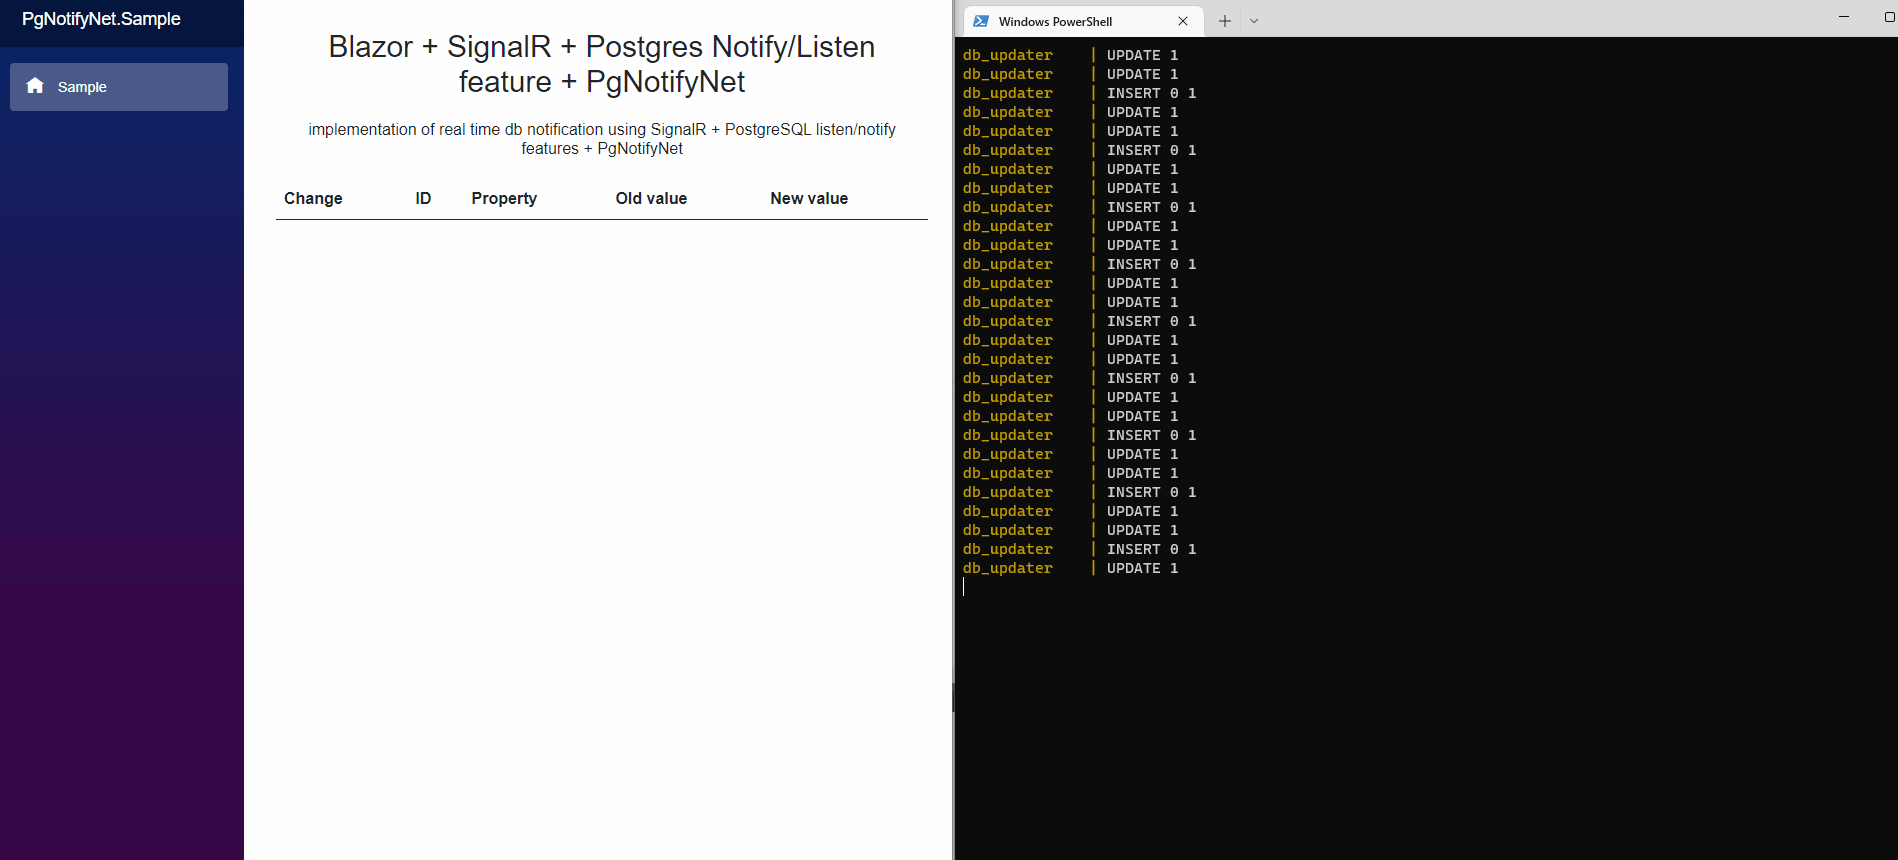 PgNotifyNet.Sample
Sample
Blazor + SignalR + Postgres Notify/Listen
feature + PgNotifyNet
implementation of real time db notification using SignalR + PostgreSQL listen/notify
features + PgNotifyNet
Change ID Property Old value New value
Windows PowerShell
db_updater | UPDATE 1
db_updater | UPDATE 1
db_updater | INSERT 0 1
db_updater | UPDATE 1
db_updater | UPDATE 1
db_updater | INSERT 0 1
db_updater | UPDATE 1
db_updater | UPDATE 1
db_updater | INSERT 0 1
db_updater | UPDATE 1
db_updater | UPDATE 1
db_updater | INSERT 0 1
db_updater | UPDATE 1
db_updater | UPDATE 1
db_updater | INSERT 0 1
db_updater | UPDATE 1
db_updater | UPDATE 1
db_updater | INSERT 0 1
db_updater | UPDATE 1
db_updater | UPDATE 1
db_updater | INSERT 0 1
db_updater | UPDATE 1
db_updater | UPDATE 1
db_updater | INSERT 0 1
db_updater | UPDATE 1
db_updater | UPDATE 1
db_updater | INSERT 0 1
db_updater | UPDATE 1